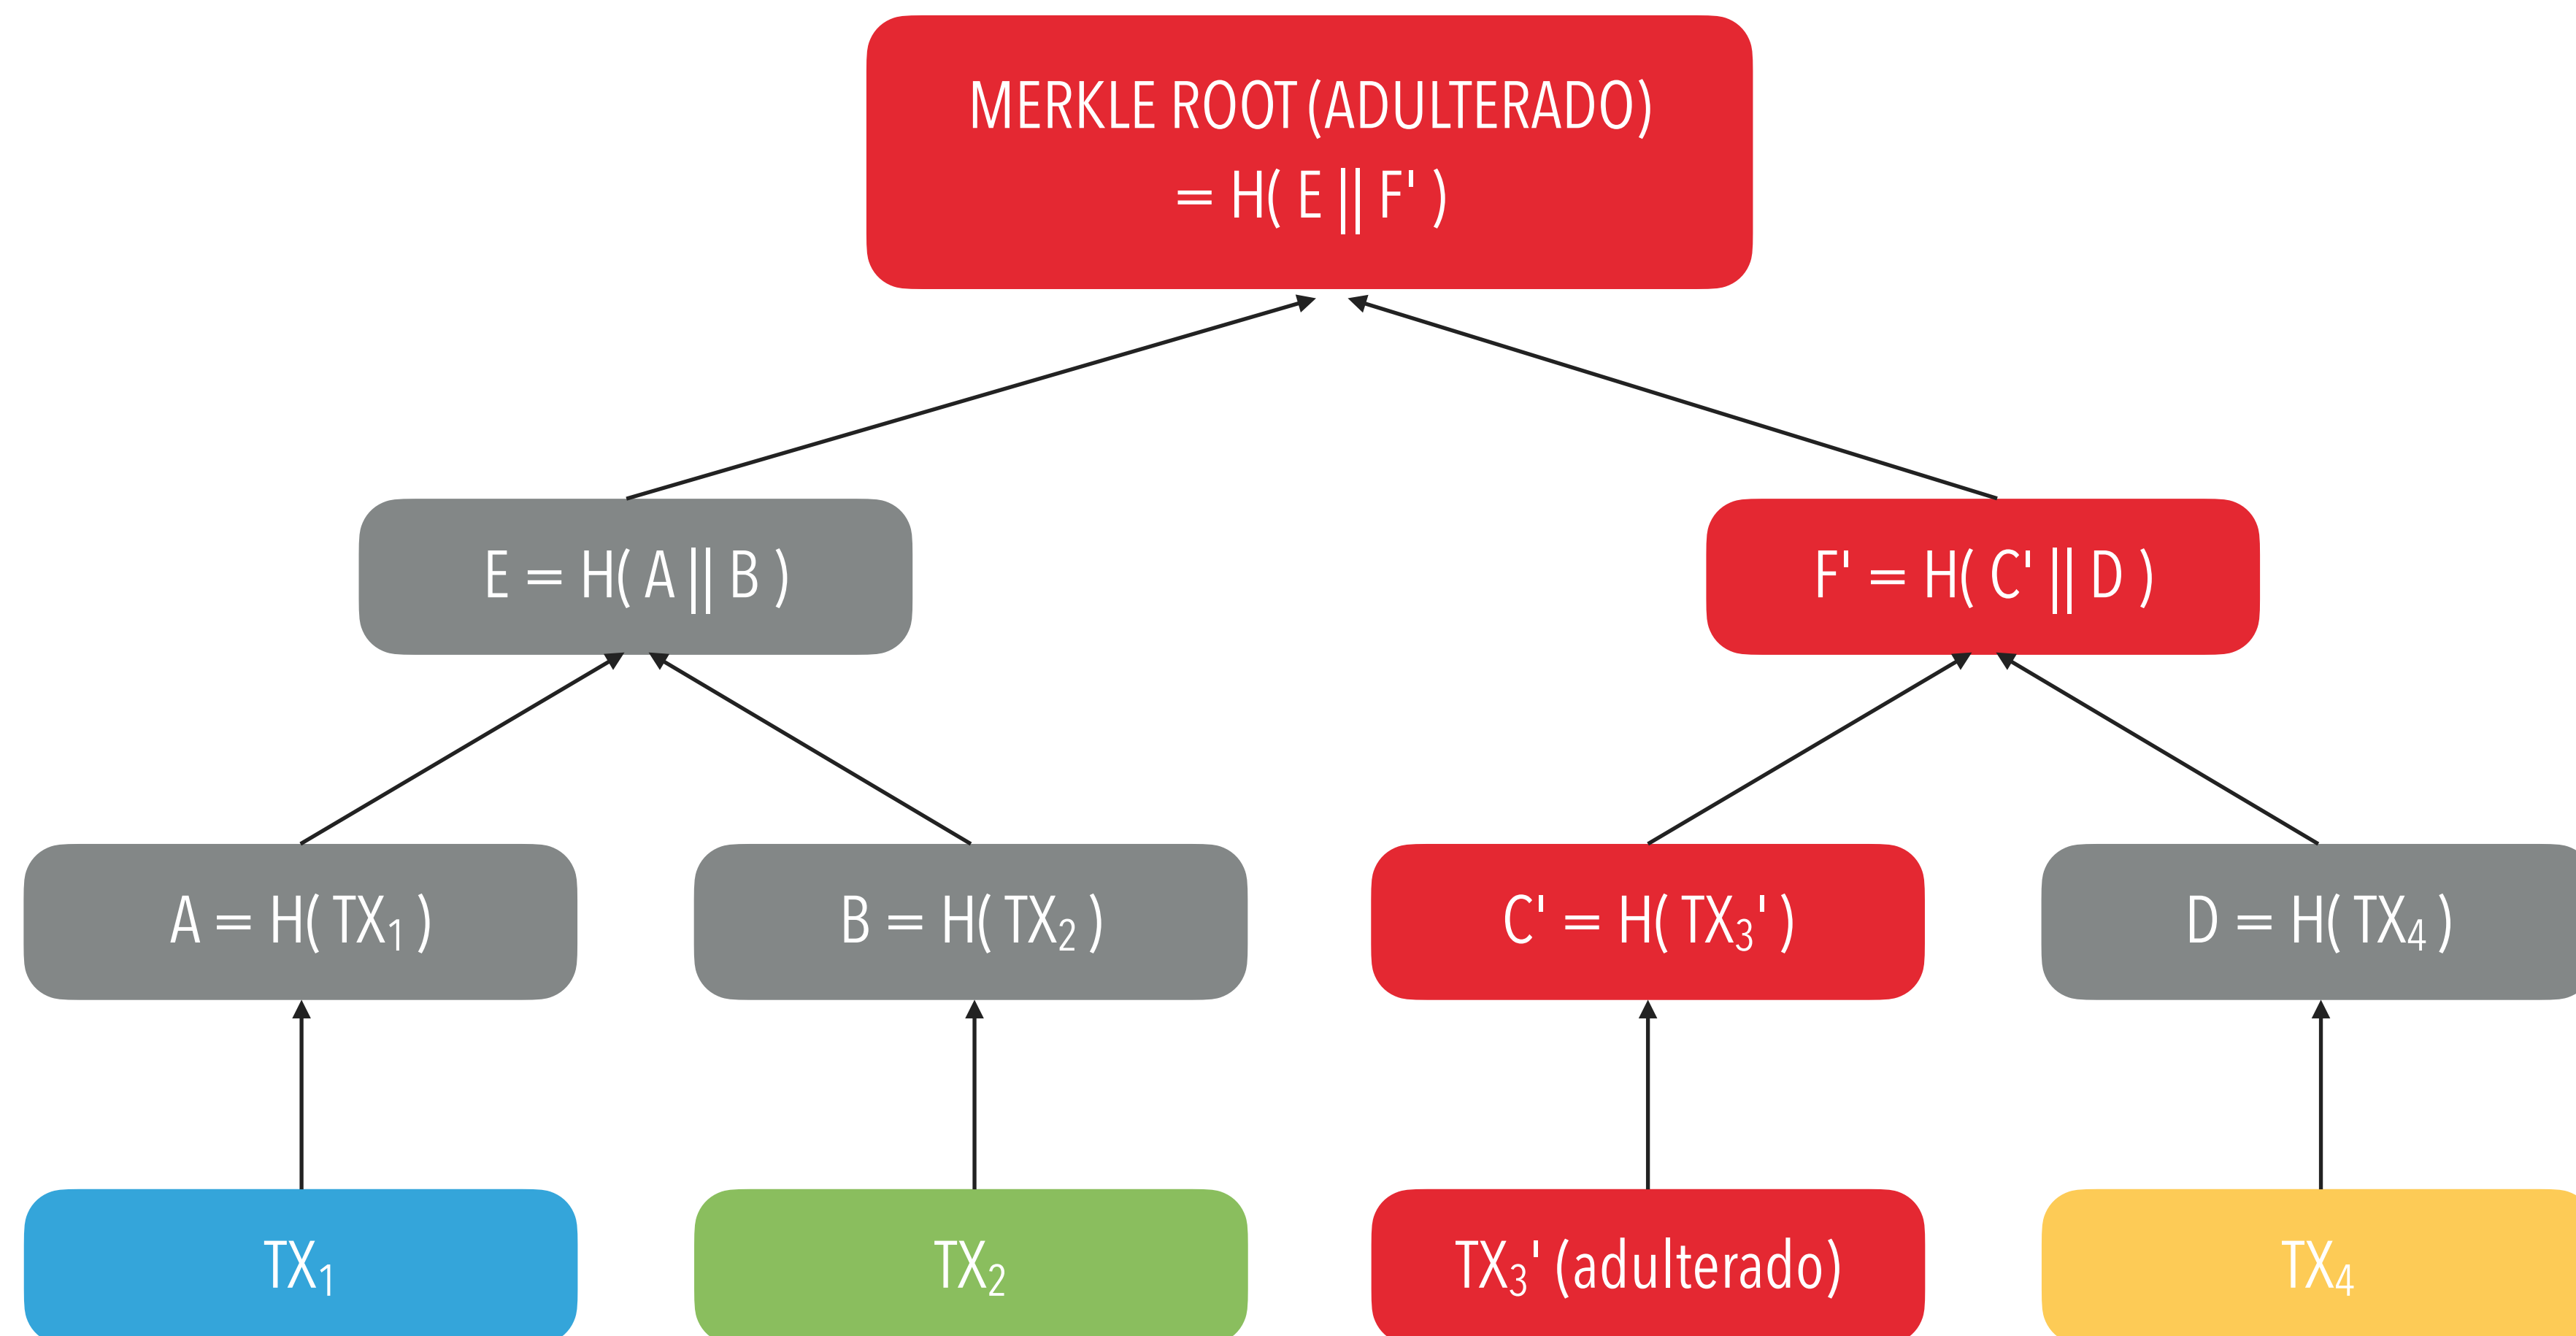 MERKLE ROOT (ADULTERADO)
= H( E || F' )
E = H( A || B )
F' = H( C' || D )
A = H( TX₁ )
B = H( TX₂ )
C' = H( TX₃' )
D = H( TX₄ )
TX₁
TX₂
TX₃' (adulterado)
TX₄